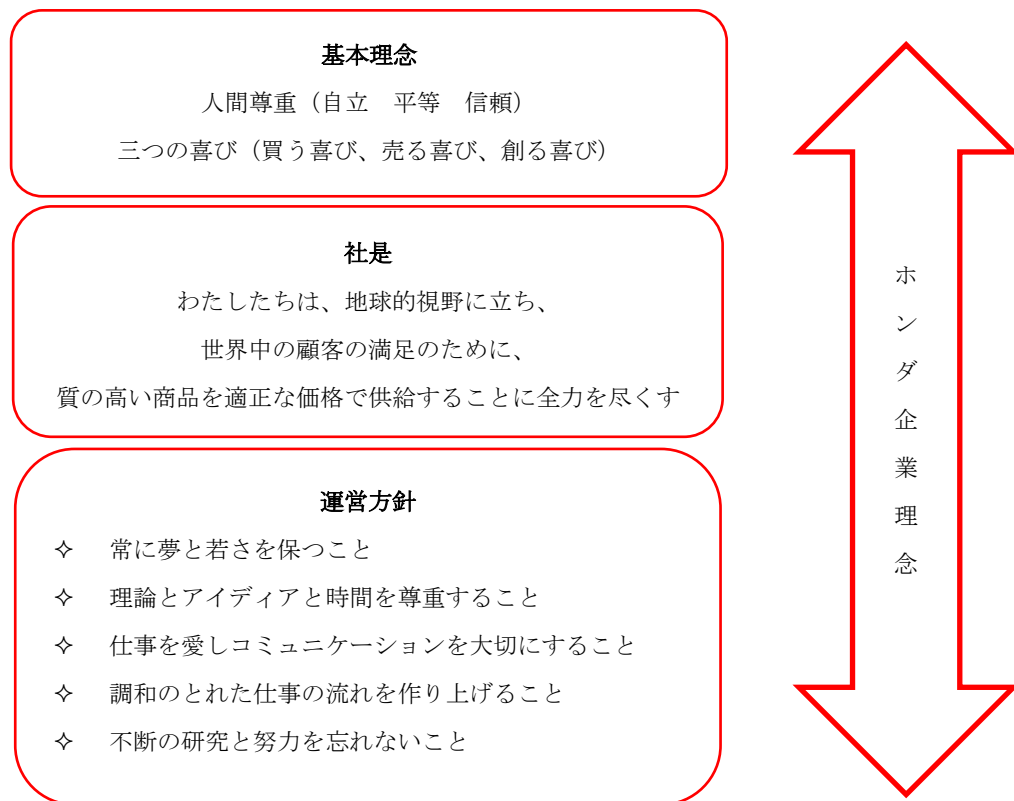 基本理念
人間尊重（自立　平等　信頼）
三つの喜び（買う喜び、売る喜び、創る喜び）
社是
わたしたちは、地球的視野に立ち、
世界中の顧客の満足のために、
質の高い商品を適正な価格で供給することに全力を尽くす
運営方針
✧ 常に夢と若さを保つこと
✧ 理論とアイディアと時間を尊重すること
✧ 仕事を愛しコミュニケーションを大切にすること
✧ 調和のとれた仕事の流れを作り上げること
✧ 不断の研究と努力を忘れないこと
ホンダ企業理念